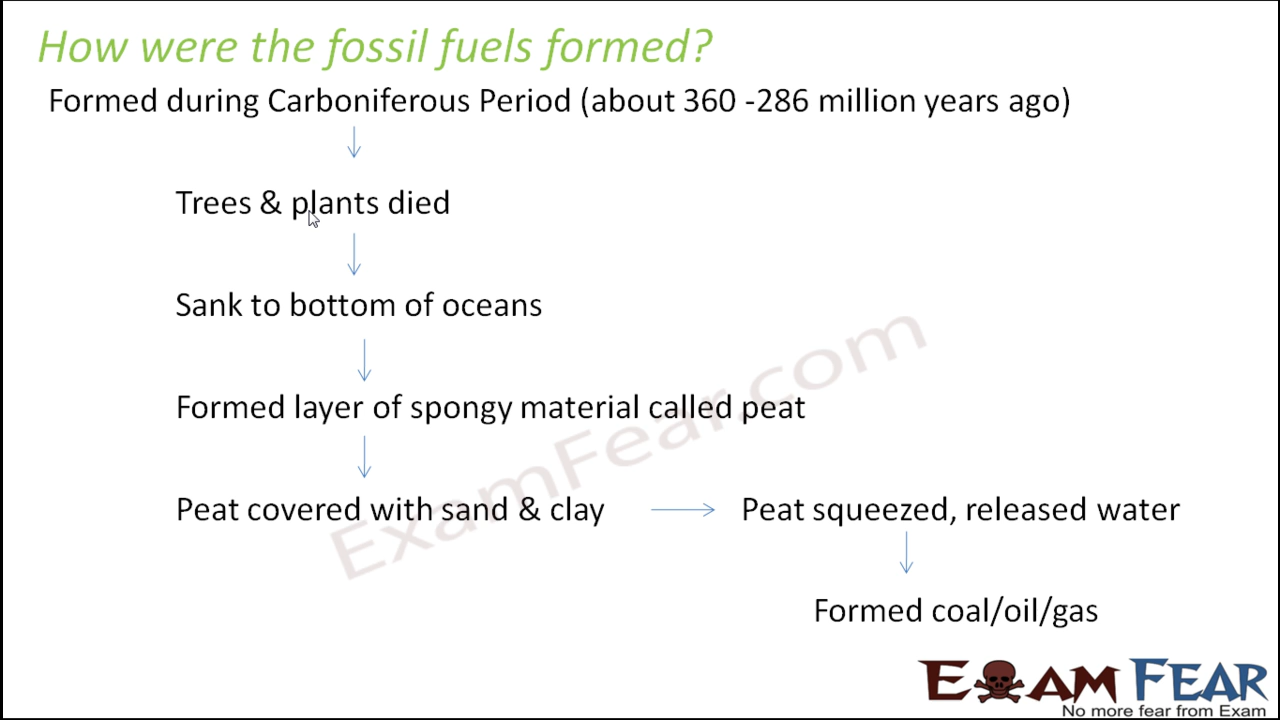 How were the fossil fuels formed?
Formed during Carboniferous Period (about 360 -286 million years ago)
Trees & plants died
Sank to bottom of oceans
Formed layer of spongy material called peat
Peat covered with sand & clay
Peat squeezed, released water
Formed coal/oil/gas
ExamFear.com
EXAM FEAR
No more fear from Exam